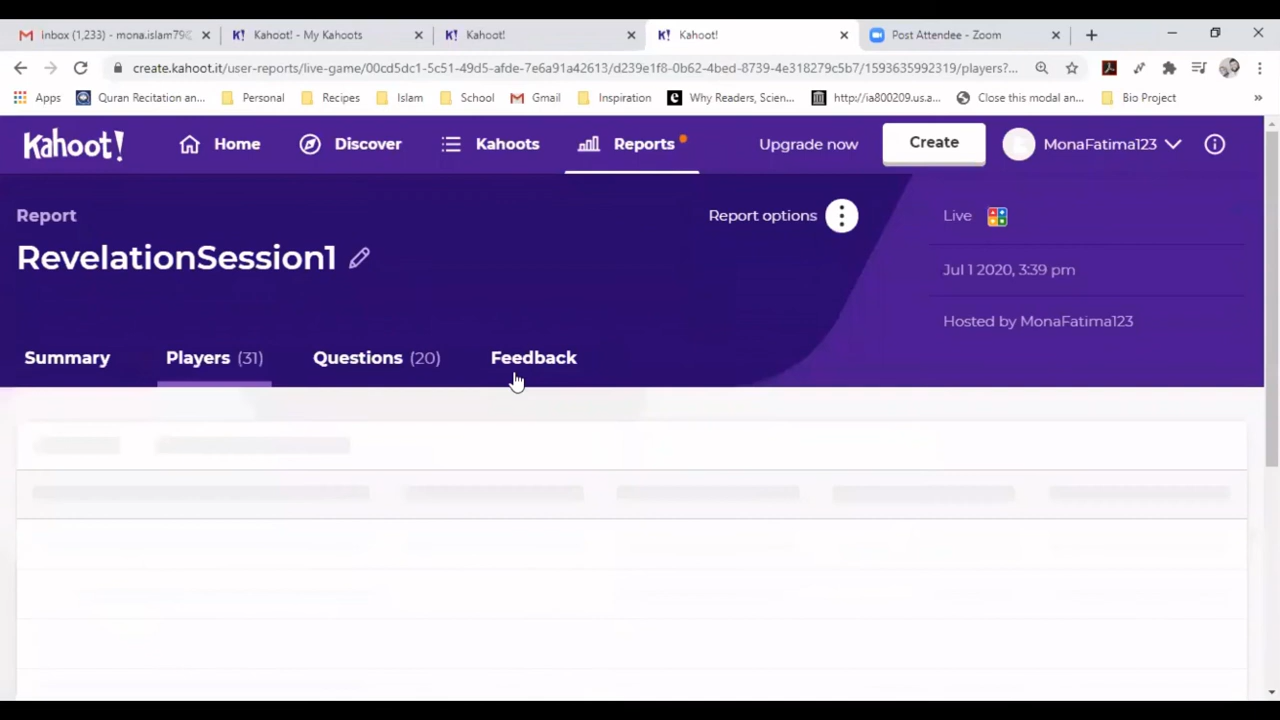 Inbox (1,233) - mona.islam79@
Kahoot! - My Kahoots
Kahoot!
Kahoot!
Post Attendee - Zoom
create.kahoot.it/user-reports/live-game/00cd5dc1-5c51-49d5-afde-7e6a91a42613/d239e1f8-0b62-4bed-8739-4e318279c5b7/1593635992319/players?...
Apps
Quran Recitation an...
Personal
Recipes
Islam
School
Gmail
Inspiration
Why Readers, Scien...
http://ia800209.us.a...
Close this modal an...
Bio Project
»
Kahoot!
Home
Discover
Kahoots
Reports
Upgrade now
Create
MonaFatima123
Report
Report options
Live
RevelationSession1
Jul 1 2020, 3:39 pm
Hosted by MonaFatima123
Summary
Players (31)
Questions (20)
Feedback